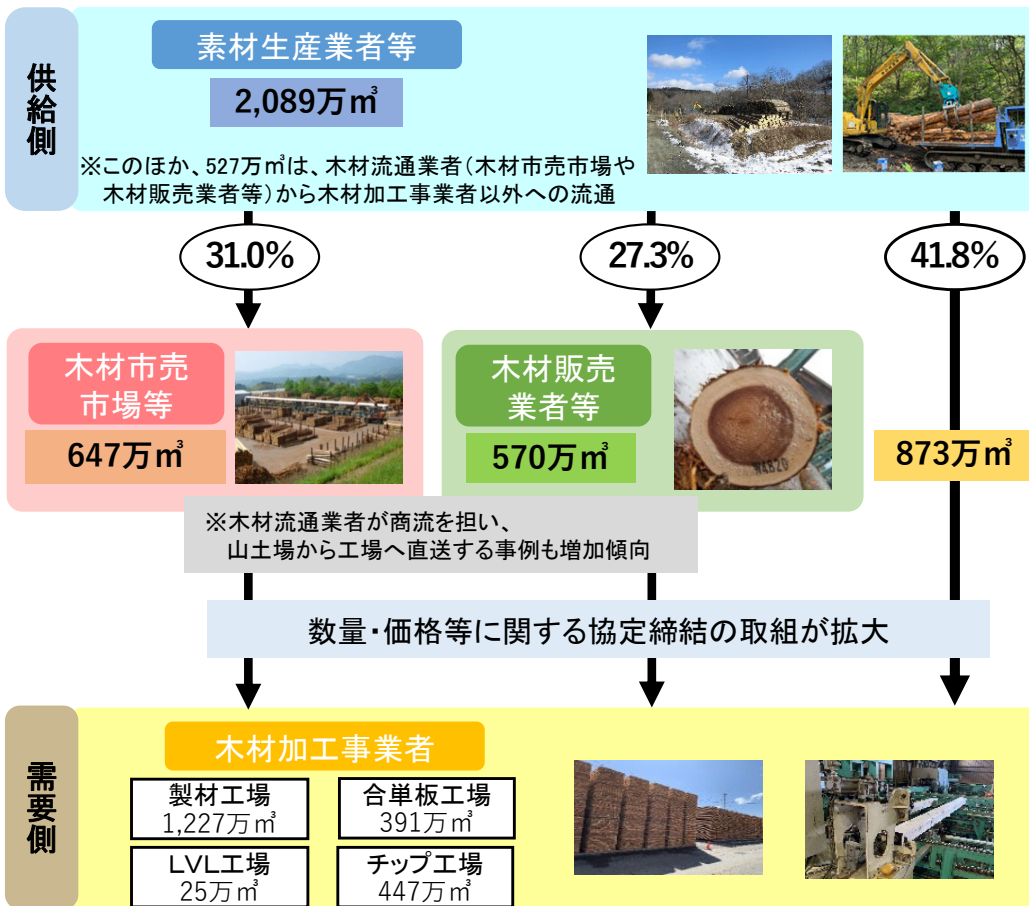 供給側
素材生産業者等
2,089万㎥
※このほか、527万㎥は、木材流通業者(木材市売市場や
木材販売業者等)から木材加工事業者以外への流通
31.0%
27.3%
41.8%
木材市売
市場等
647万㎥
木材販売
業者等
570万㎥
873万㎥
※木材流通業者が商流を担い、
山土場から工場へ直送する事例も増加傾向
数量・価格等に関する協定締結の取組が拡大
需要側
木材加工事業者
製材工場
1,227万㎥
合単板工場
391万㎥
LVL工場
25万㎥
チップ工場
447万㎥